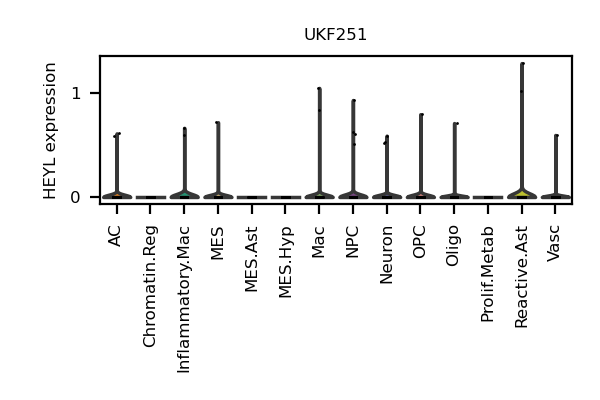 UKF251
HEYL expression
1
0
AC
Chromatin.Reg
Inflammatory.Mac
MES
MES.Ast
MES.Hyp
Mac
NPC
Neuron
OPC
Oligo
Prolif.Metab
Reactive.Ast
Vasc